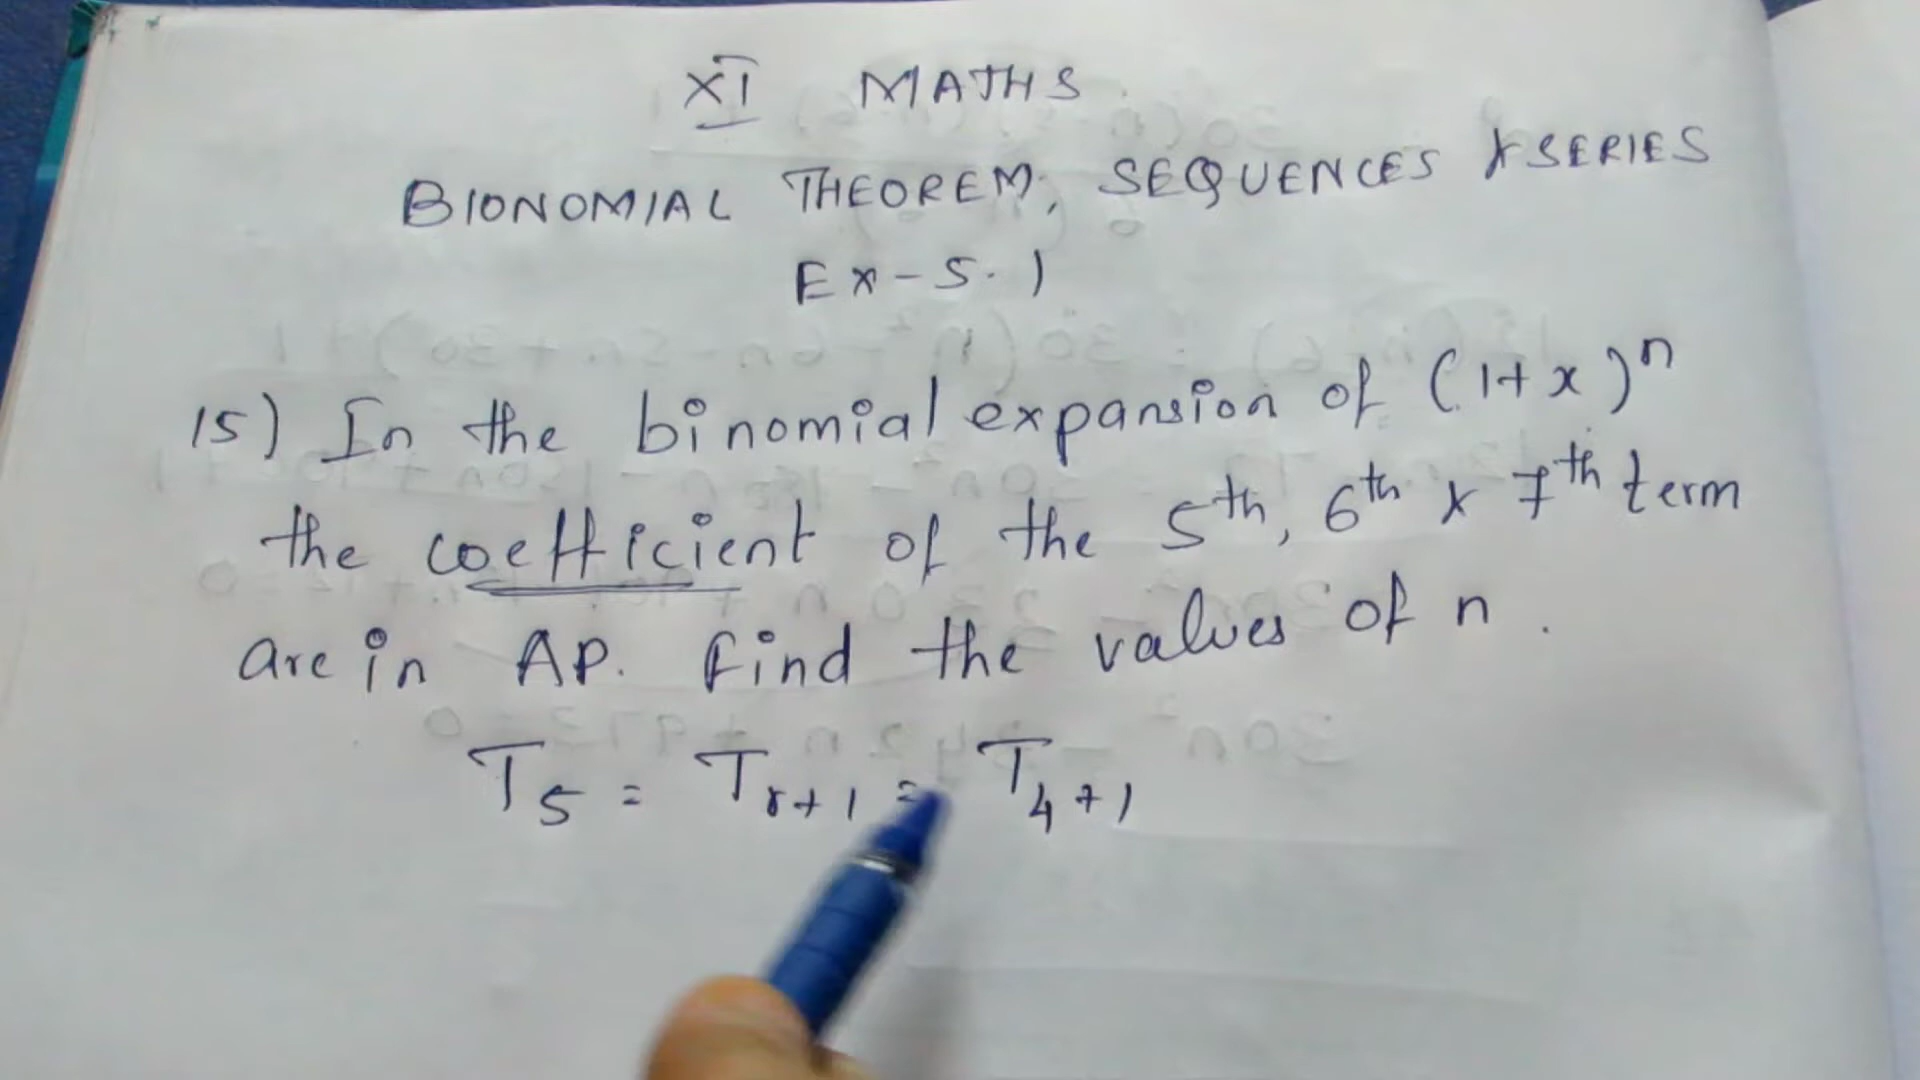 XI MATHS
BIONOMIAL THEOREM, SEQUENCES & SERIES
Ex-5.1
15) In the binomial expansion of (1+x)^n
the coefficient of the 5th, 6th & 7th term
are in AP. Find the values of n.
T5 = Tr+1 = T4+1